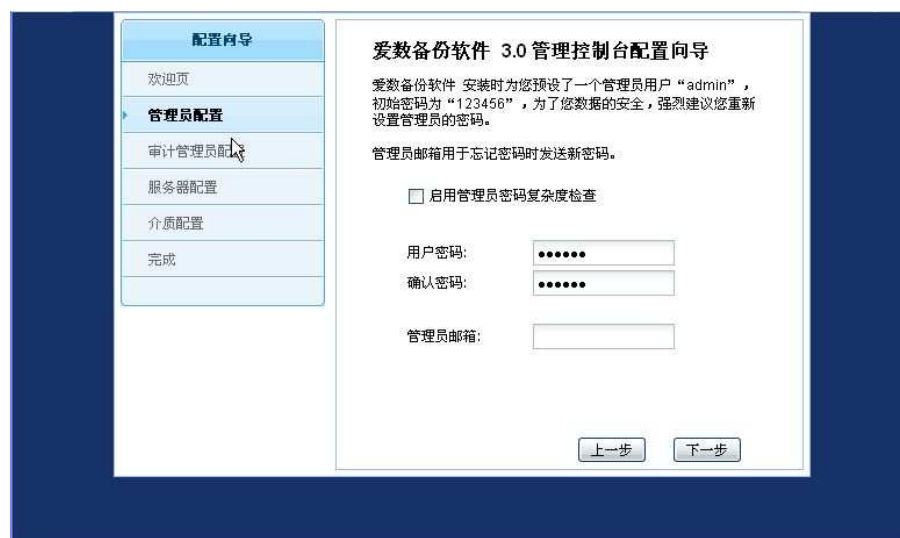 配置向导
欢迎页
管理员配置
审计管理员配
服务器配置
介质配置
完成
爱数备份软件 3.0 管理控制台配置向导
爱数备份软件 安装时为您预设了一个管理员用户“admin”，
初始密码为“123456”，为了您数据的安全，强烈建议您重新
设置管理员的密码。
管理员邮箱用于忘记密码时发送新密码。
启用管理员密码复杂度检查
用户密码: ●●●●●●
确认密码: ●●●●●●
管理员邮箱:
上一步 下一步